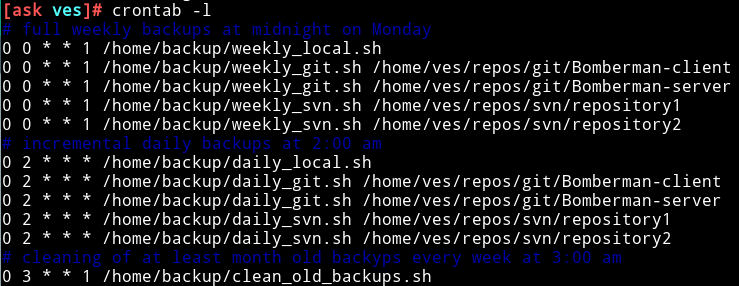 [ask ves]# crontab -l
# full weekly backups at midnight on Monday
0 0 * * 1 /home/backup/weekly_local.sh
0 0 * * 1 /home/backup/weekly_git.sh /home/ves/repos/git/Bomberman-client
0 0 * * 1 /home/backup/weekly_git.sh /home/ves/repos/git/Bomberman-server
0 0 * * 1 /home/backup/weekly_svn.sh /home/ves/repos/svn/repository1
0 0 * * 1 /home/backup/weekly_svn.sh /home/ves/repos/svn/repository2
# incremental daily backups at 2:00 am
0 2 * * * /home/backup/daily_local.sh
0 2 * * * /home/backup/daily_git.sh /home/ves/repos/git/Bomberman-client
0 2 * * * /home/backup/daily_git.sh /home/ves/repos/git/Bomberman-server
0 2 * * * /home/backup/daily_svn.sh /home/ves/repos/svn/repository1
0 2 * * * /home/backup/daily_svn.sh /home/ves/repos/svn/repository2
# cleaning of at least month old backyps every week at 3:00 am
0 3 * * 1 /home/backup/clean_old_backups.sh